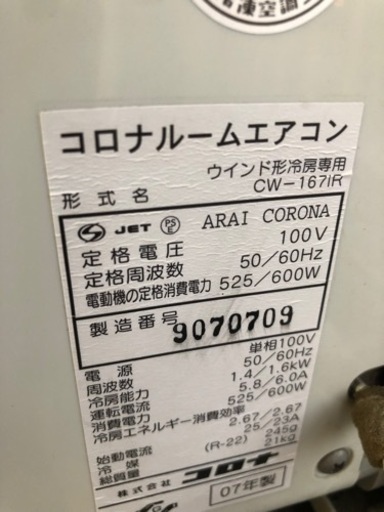 コロナルームエアコン
ウインド形冷房専用
形式名 CW-167IR
JET PS E ARAI CORONA
定格電圧 100V
定格周波数 50/60Hz
電動機の定格消費電力 525/600W
製造番号 9070709
電源 単相100V
周波数 50/60Hz
冷房能力 1.4/1.6kW
運転電流 5.8/6.0A
消費電力 525/600W
冷房エネルギー消費効率 2.67/2.67
始動電流 25/23A
冷媒 (R-22) 245g
総質量 21kg
株式会社 コロナ 07年製